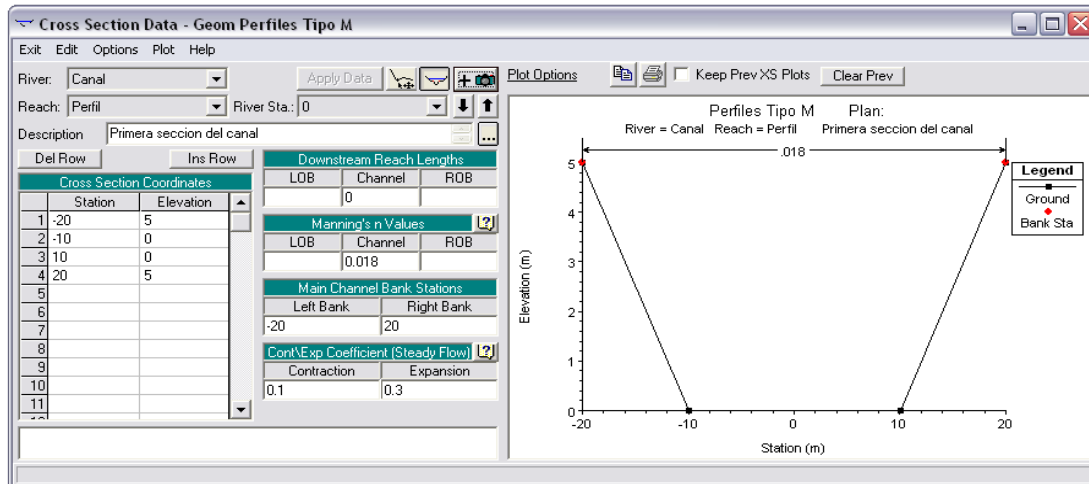 Cross Section Data - Geom Perfiles Tipo M
Exit Edit Options Plot Help
River: Canal
Apply Data
Plot Options
Keep Prev XS Plots
Clear Prev
Reach: Perfil
River Sta.: 0
Description Primera seccion del canal
...
Del Row
Ins Row
Cross Section Coordinates
Station Elevation
1 -20 5
2 -10 0
3 10 0
4 20 5
5
6
7
8
9
10
11
Downstream Reach Lengths
LOB Channel ROB
0
Manning's n Values
LOB Channel ROB
0.018
Main Channel Bank Stations
Left Bank Right Bank
-20 20
Cont\Exp Coefficient (Steady Flow)
Contraction Expansion
0.1 0.3
Perfiles Tipo M Plan:
River = Canal Reach = Perfil Primera seccion del canal
.018
5
4
3
2
1
0
Elevation (m)
-20 -10 0 10 20
Station (m)
Legend
Ground
Bank Sta